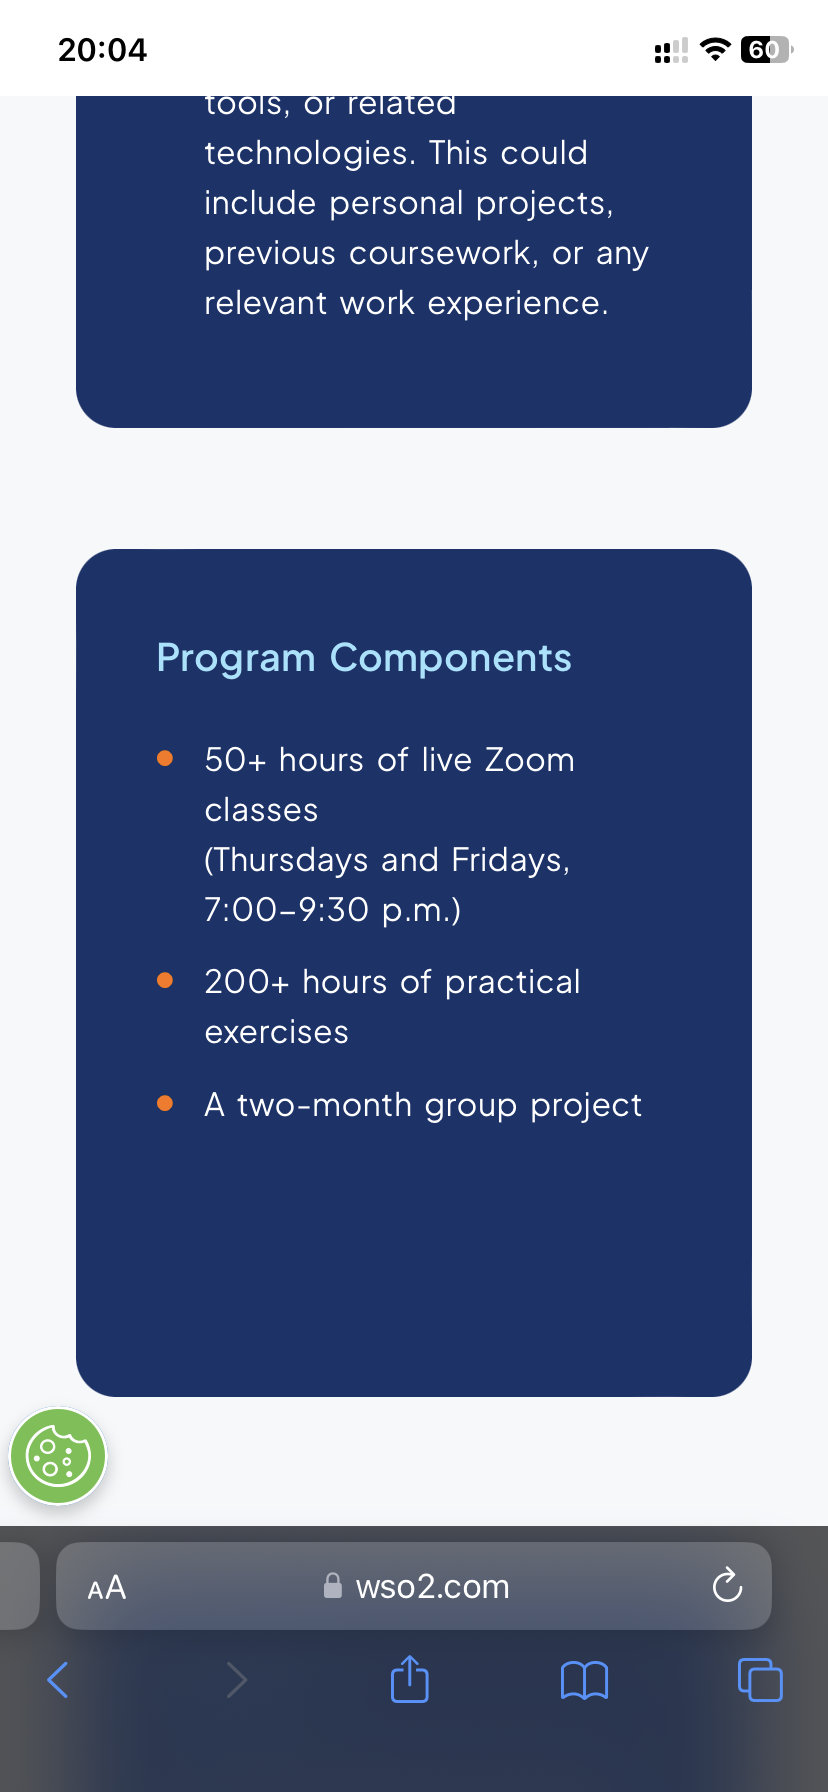 20:04
60
tools, or related
technologies. This could
include personal projects,
previous coursework, or any
relevant work experience.
Program Components
50+ hours of live Zoom
classes
(Thursdays and Fridays,
7:00–9:30 p.m.)
200+ hours of practical
exercises
A two-month group project
AA
wso2.com